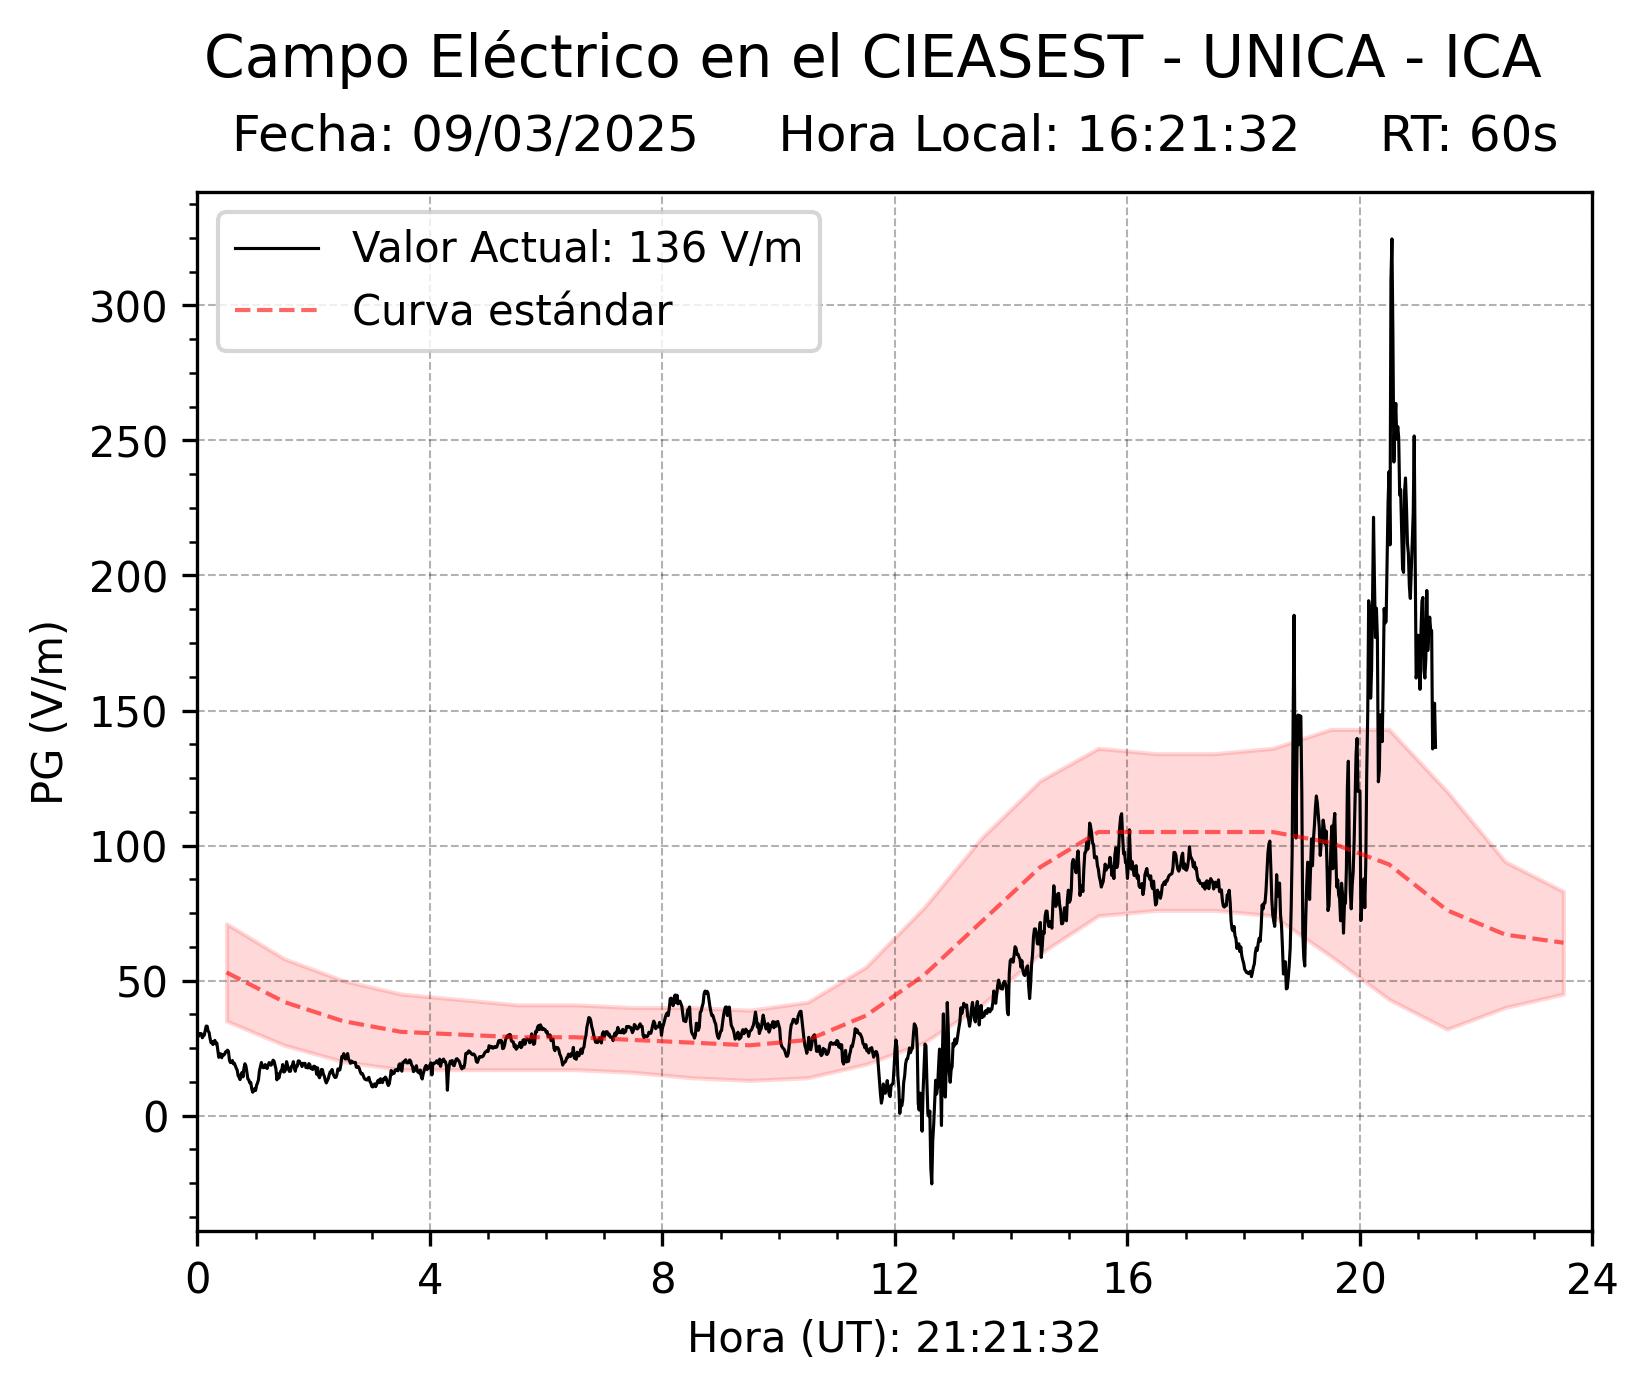 Campo Eléctrico en el CIEASEST - UNICA - ICA
Fecha: 09/03/2025 Hora Local: 16:21:32 RT: 60s
Valor Actual: 136 V/m
Curva estándar
300
250
200
150
100
50
0
PG (V/m)
0 4 8 12 16 20 24
Hora (UT): 21:21:32